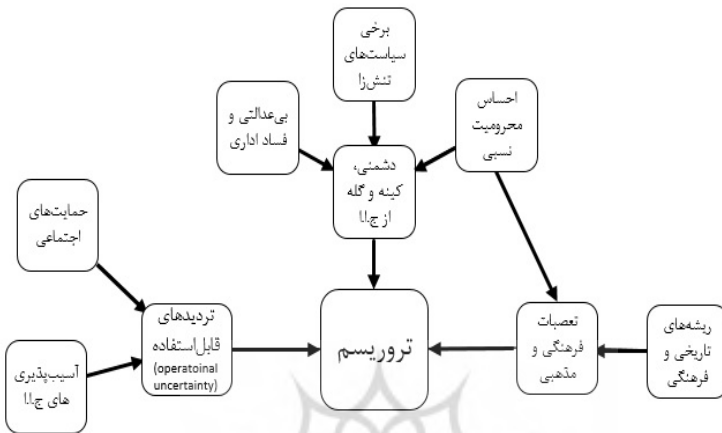 برخی
سیاست‌های
تنش‌زا
احساس
محرومیت
نسبی
بی‌عدالتی و
فساد اداری
دشمنی،
کینه و گله
از ج.ا.ا
حمایت‌های
اجتماعی
تردیدهای
قابل‌استفاده
(operatoinal
uncertainty)
تروریسم
تعصبات
فرهنگی و
مذهبی
ریشه‌های
تاریخی و
فرهنگی
آسیب‌پذیری
های ج.ا.ا